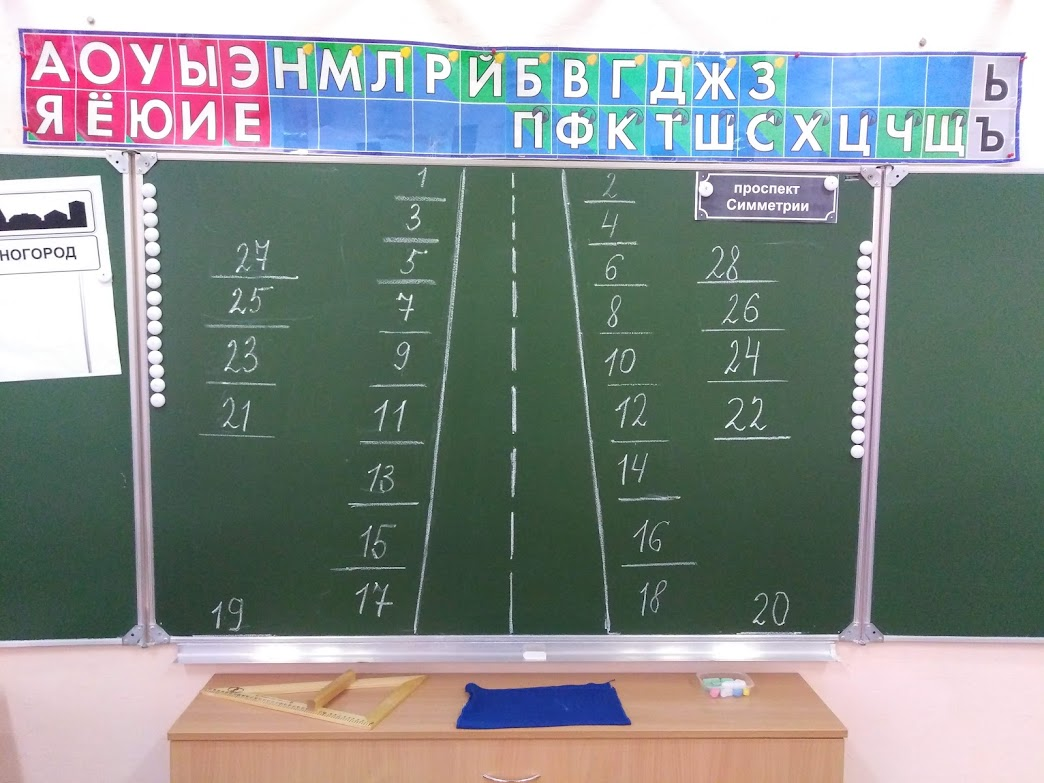 А О У Ы Э Н М Л Р Й Б В Г Д Ж З Ь
Я Ё Ю И Е П Ф К Т Ш С Х Ц Ч Щ Ъ
НОГОРОД
проспект
Симметрии
1 2
3 4
27 5 6 28
25 7 8 26
23 9 10 24
21 11 12 22
13 14
15 16
19 17 18 20